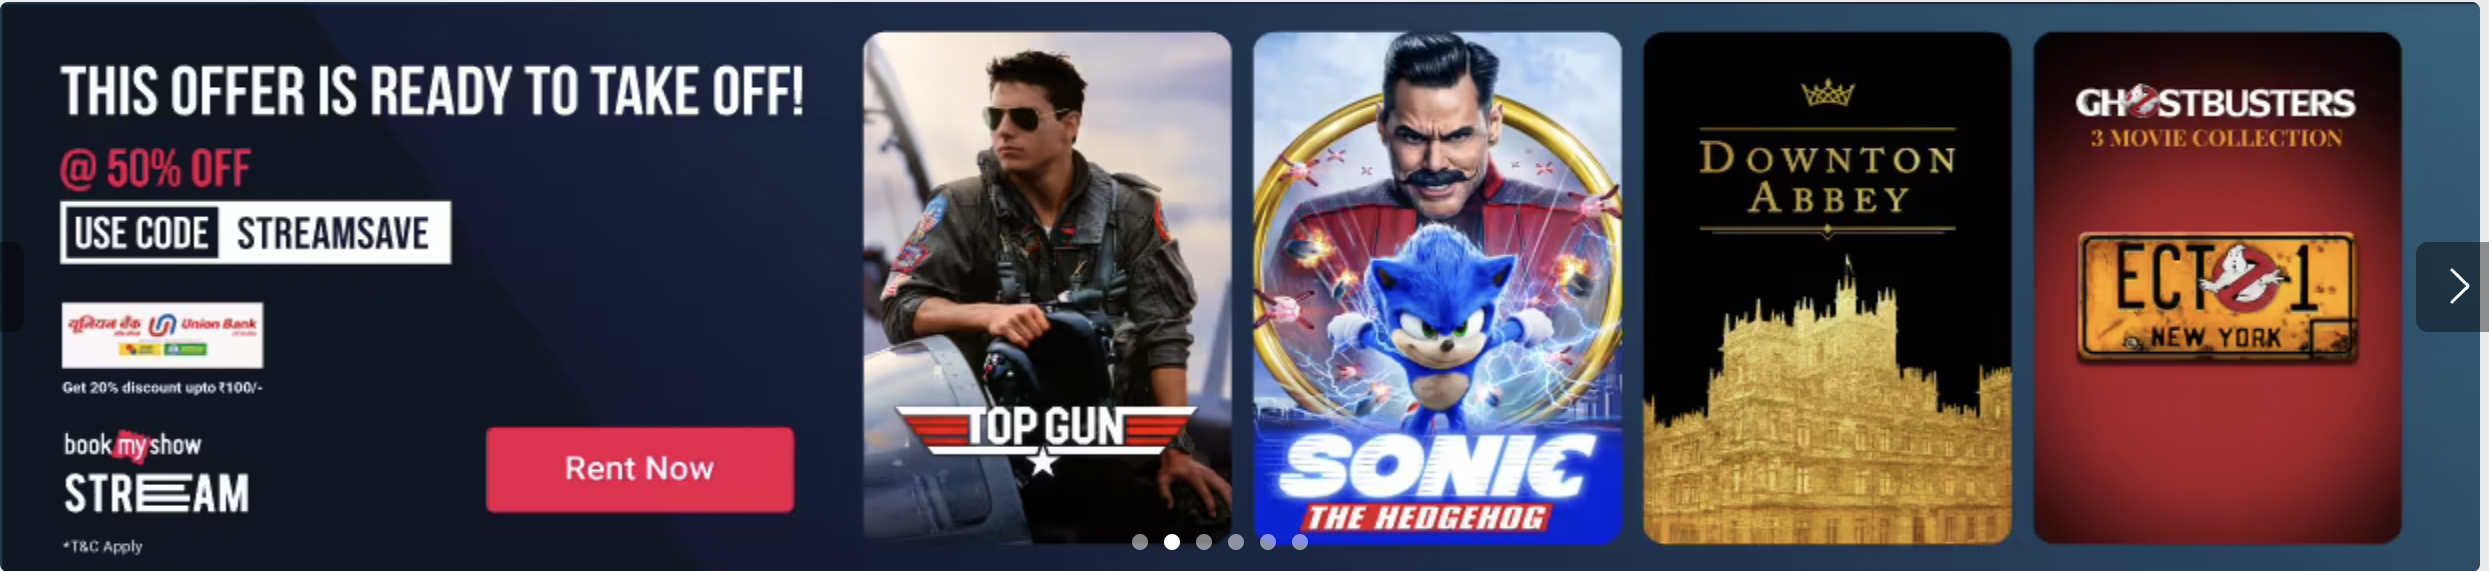 THIS OFFER IS READY TO TAKE OFF!
@ 50% OFF
USE CODE STREAMSAVE
यूनियन बैंक Union Bank
Get 20% discount upto ₹100/-
book my show
STREAM
*T&C Apply
Rent Now
TOP GUN
SONIC
THE HEDGEHOG
DOWNTON
ABBEY
GHOSTBUSTERS
3 MOVIE COLLECTION
ECTO 1
NEW YORK